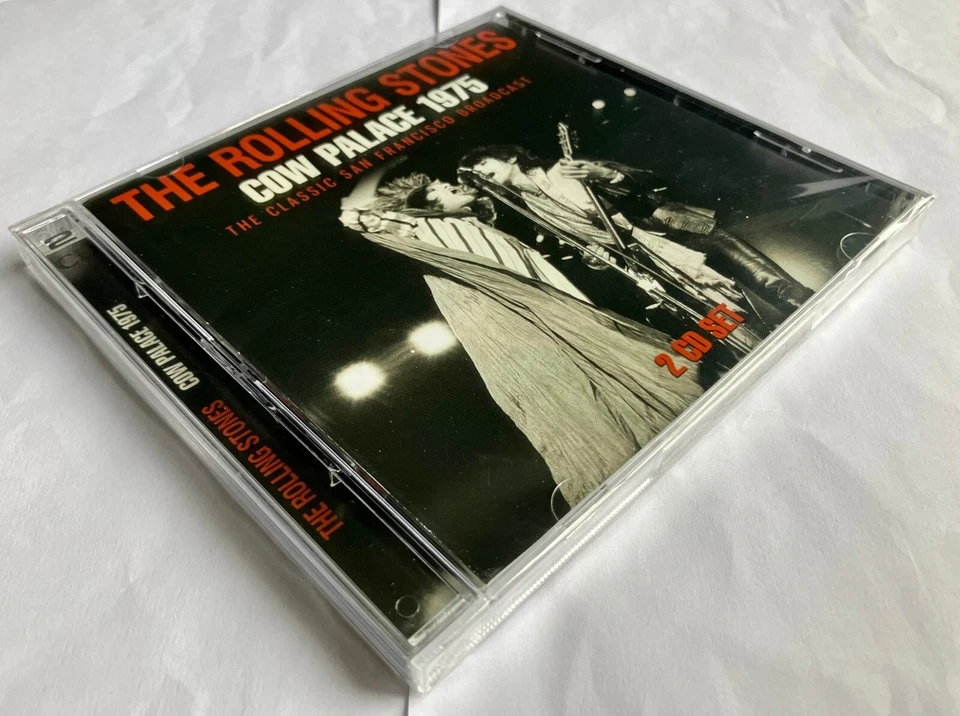 THE ROLLING STONES
COW PALACE 1975
THE CLASSIC SAN FRANCISCO BROADCAST
2 CD SET
THE ROLLING STONES COW PALACE 1975
2